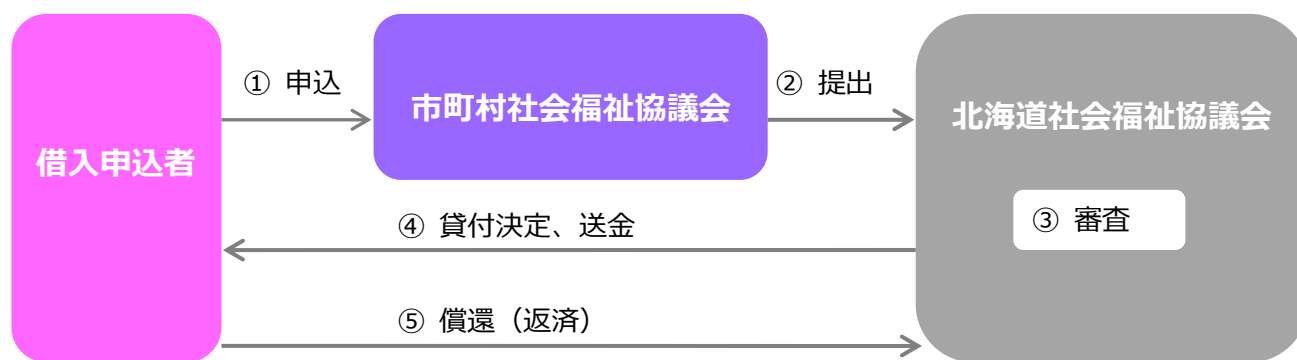 ① 申込
② 提出
市町村社会福祉協議会
北海道社会福祉協議会
借入申込者
③ 審査
④ 貸付決定、送金
⑤ 償還（返済）